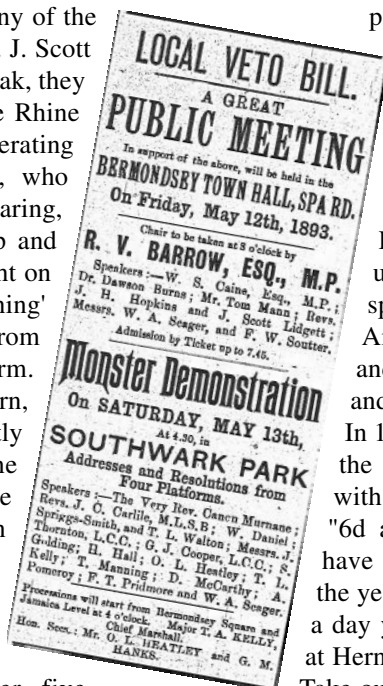 ny of the
J. Scott
ak, they
e Rhine
erating
, who
aring,
p and
nt on
ning'
rom
rm.
rn,
tly
ne
e
n
LOCAL VETO BILL.
A GREAT
PUBLIC MEETING
In support of the above, will be held in the
BERMONDSEY TOWN HALL, SPA RD.
On Friday, May 12th, 1893.
Chair to be taken at 8 o'clock by
R. V. BARROW, ESQ., M.P.
Speakers:—W. S. Caine, Esq., M.P.;
Dr. Dawson Burns; Mr. Tom Mann; Revs.
J. H. Hopkins and J. Scott Lidgett;
Messrs. W. A. Seager, and F. W. Soutter.
Admission by Ticket up to 7.45.
Monster Demonstration
On SATURDAY, MAY 13th,
At 4.30, in
SOUTHWARK PARK
Addresses and Resolutions from
Four Platforms.
Speakers:—The Very Rev. Canon Murnane;
Revs. J. C. Carlile, M.L.S.B; W. Daniel;
Spriggs-Smith, and T. L. Walton; Messrs. J.
Thornton, L.C.C.; G. J. Cooper, L.C.C.; S.
Golding; H. Hall; O. L. Heatley; T. L.
Kelly; T. Manning; D. McCarthy; A.
Pomeroy; F. T. Pridmore and W. A. Seager.
Processions will start from Bermondsey Square and
Jamaica Level at 4 o'clock. Major T. A. KELLY,
Chief Marshall.
Hon. Secs.: Mr. O. L. HEATLEY and G. M.
HANKS.
p
u
sp
A
and
and
In 1
the
with
"6d a
have
the ye
a day y
at Hern